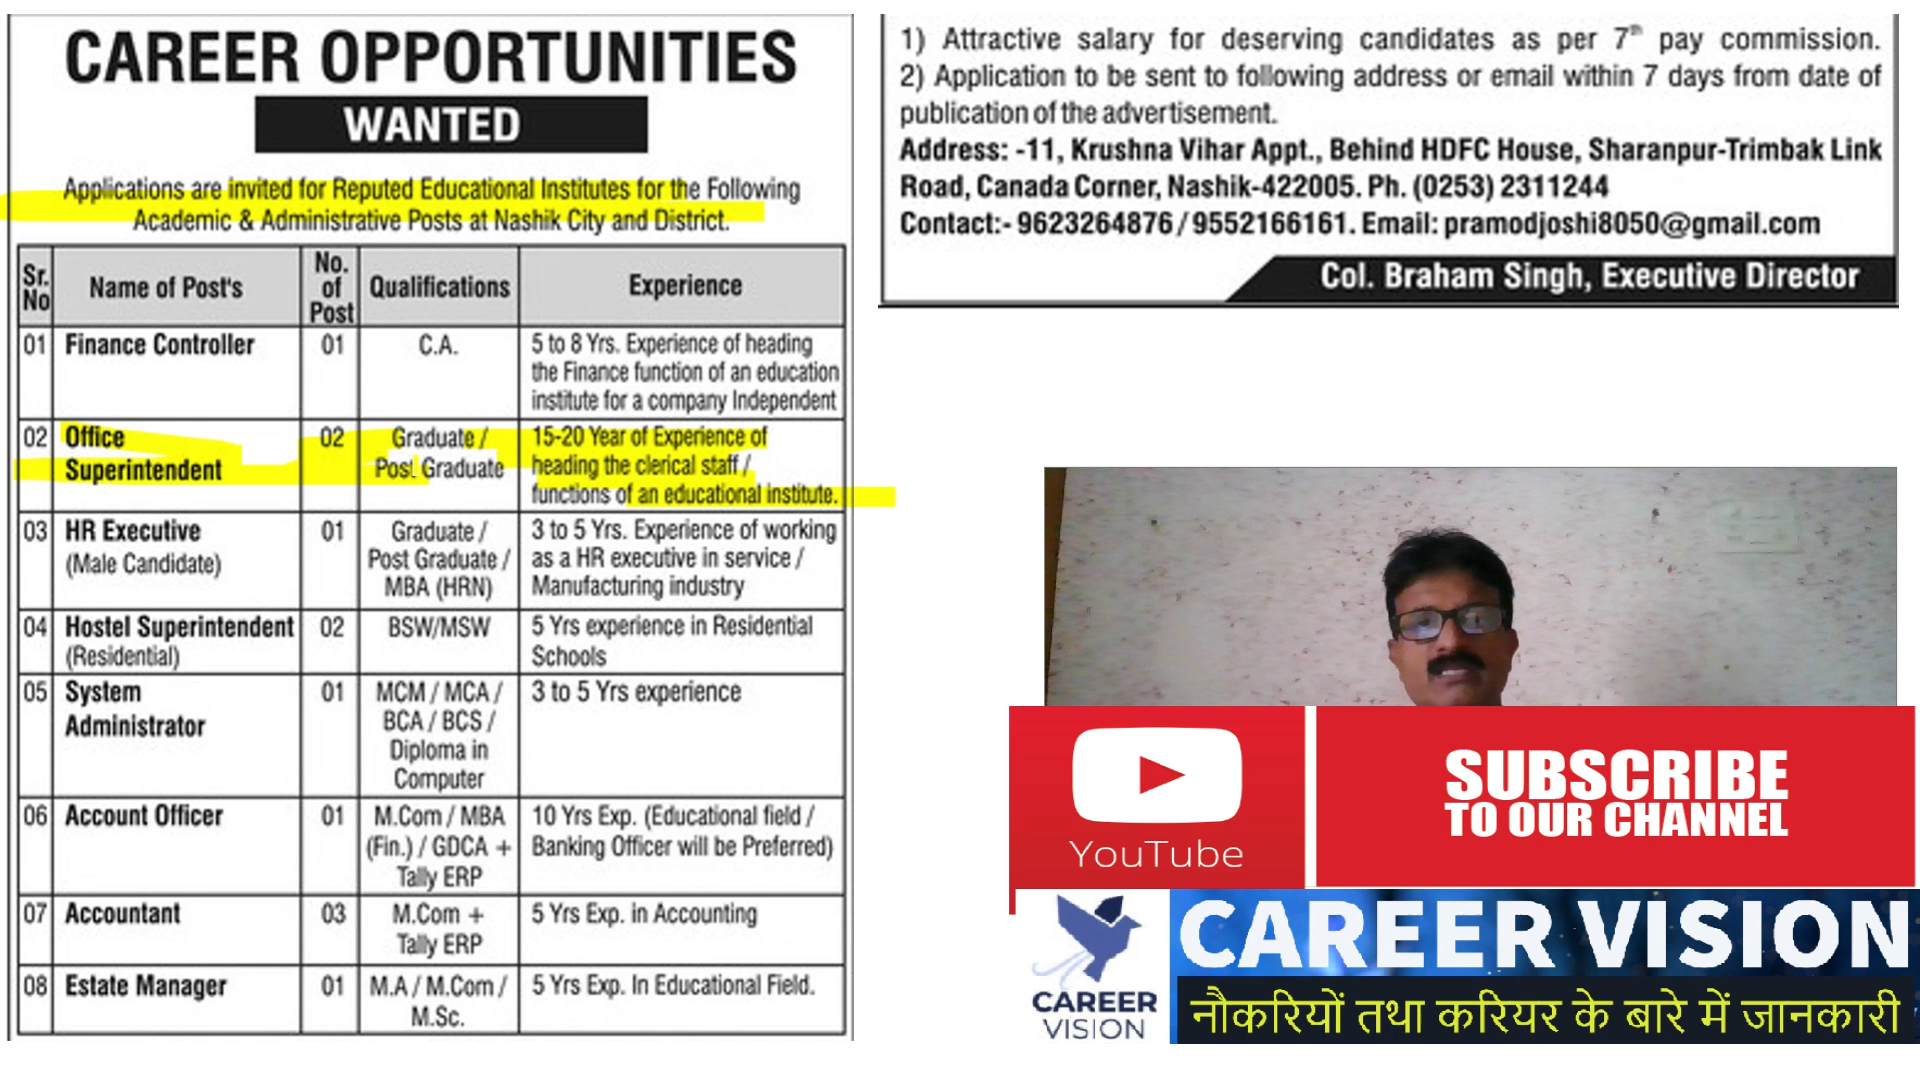 CAREER OPPORTUNITIES
WANTED
Applications are invited for Reputed Educational Institutes for the Following
Academic & Administrative Posts at Nashik City and District.
Sr. No
Name of Post's
No. of Post
Qualifications
Experience
01
Finance Controller
01
C.A.
5 to 8 Yrs. Experience of heading
the Finance function of an education
institute for a company Independent
02
Office
Superintendent
02
Graduate /
Post Graduate
15-20 Year of Experience of
heading the clerical staff /
functions of an educational institute.
03
HR Executive
(Male Candidate)
01
Graduate /
Post Graduate /
MBA (HRN)
3 to 5 Yrs. Experience of working
as a HR executive in service /
Manufacturing industry
04
Hostel Superintendent
(Residential)
02
BSW/MSW
5 Yrs experience in Residential
Schools
05
System
Administrator
01
MCM / MCA /
BCA / BCS /
Diploma in
Computer
3 to 5 Yrs experience
06
Account Officer
01
M.Com / MBA
(Fin.) / GDCA +
Tally ERP
10 Yrs Exp. (Educational field /
Banking Officer will be Preferred)
07
Accountant
03
M.Com +
Tally ERP
5 Yrs Exp. in Accounting
08
Estate Manager
01
M.A / M.Com /
M.Sc.
5 Yrs Exp. In Educational Field.
1) Attractive salary for deserving candidates as per 7th pay commission.
2) Application to be sent to following address or email within 7 days from date of
publication of the advertisement.
Address: -11, Krushna Vihar Appt., Behind HDFC House, Sharanpur-Trimbak Link
Road, Canada Corner, Nashik-422005. Ph. (0253) 2311244
Contact:- 9623264876 / 9552166161. Email: pramodjoshi8050@gmail.com
Col. Braham Singh, Executive Director
YouTube
SUBSCRIBE
TO OUR CHANNEL
CAREER
VISION
CAREER VISION
नौकरियों तथा करियर के बारे में जानकारी